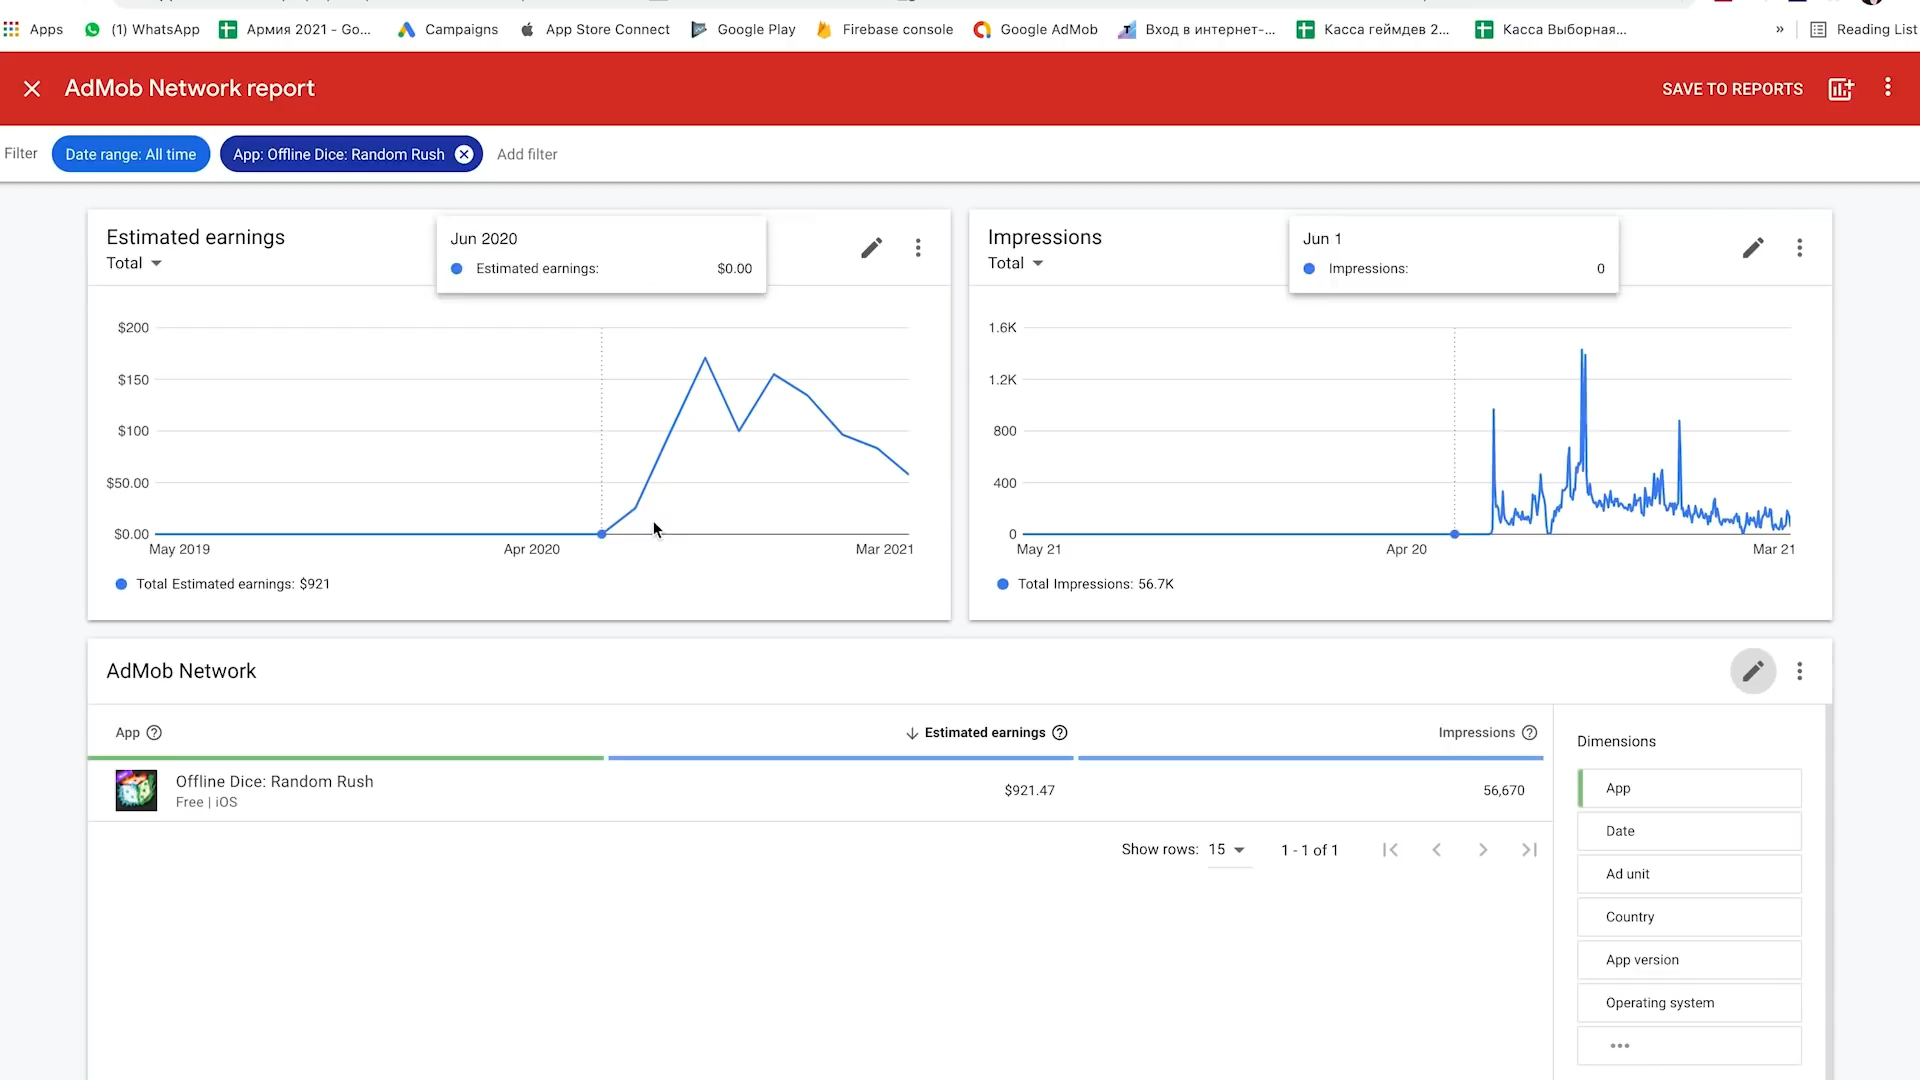 Apps
(1) WhatsApp
Армия 2021 - Go...
Campaigns
App Store Connect
Google Play
Firebase console
Google AdMob
Вход в интернет-...
Касса геймдев 2...
Касса Выборная...
»
Reading List
AdMob Network report
SAVE TO REPORTS
Filter
Date range: All time
App: Offline Dice: Random Rush
Add filter
Estimated earnings
Total
Jun 2020
Estimated earnings: $0.00
$200
$150
$100
$50.00
$0.00
May 2019
Apr 2020
Mar 2021
Total Estimated earnings: $921
Impressions
Total
Jun 1
Impressions: 0
1.6K
1.2K
800
400
0
May 21
Apr 20
Mar 21
Total Impressions: 56.7K
AdMob Network
App
Estimated earnings
Impressions
Offline Dice: Random Rush
Free | iOS
$921.47
56,670
Show rows: 15
1 - 1 of 1
Dimensions
App
Date
Ad unit
Country
App version
Operating system